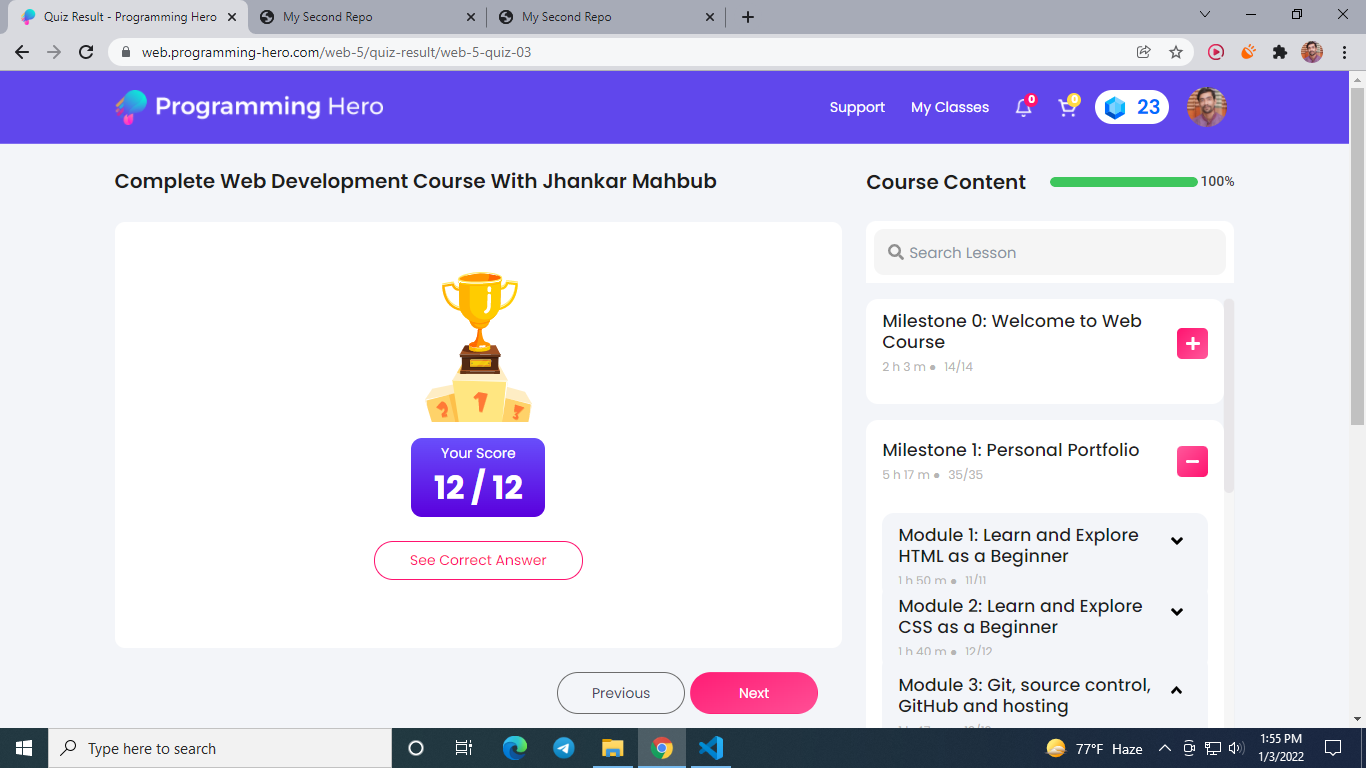 Quiz Result - Programming Hero
My Second Repo
My Second Repo
web.programming-hero.com/web-5/quiz-result/web-5-quiz-03
Programming Hero
Support
My Classes
0
0
23
Complete Web Development Course With Jhankar Mahbub
Course Content
100%
Search Lesson
1
2
3
Your Score
12 / 12
See Correct Answer
Previous
Next
Milestone 0: Welcome to Web
Course
2 h 3 m ● 14/14
Milestone 1: Personal Portfolio
5 h 17 m ● 35/35
Module 1: Learn and Explore
HTML as a Beginner
1 h 50 m ● 11/11
Module 2: Learn and Explore
CSS as a Beginner
1 h 40 m ● 12/12
Module 3: Git, source control,
GitHub and hosting
Type here to search
77°F Haze
1:55 PM
1/3/2022